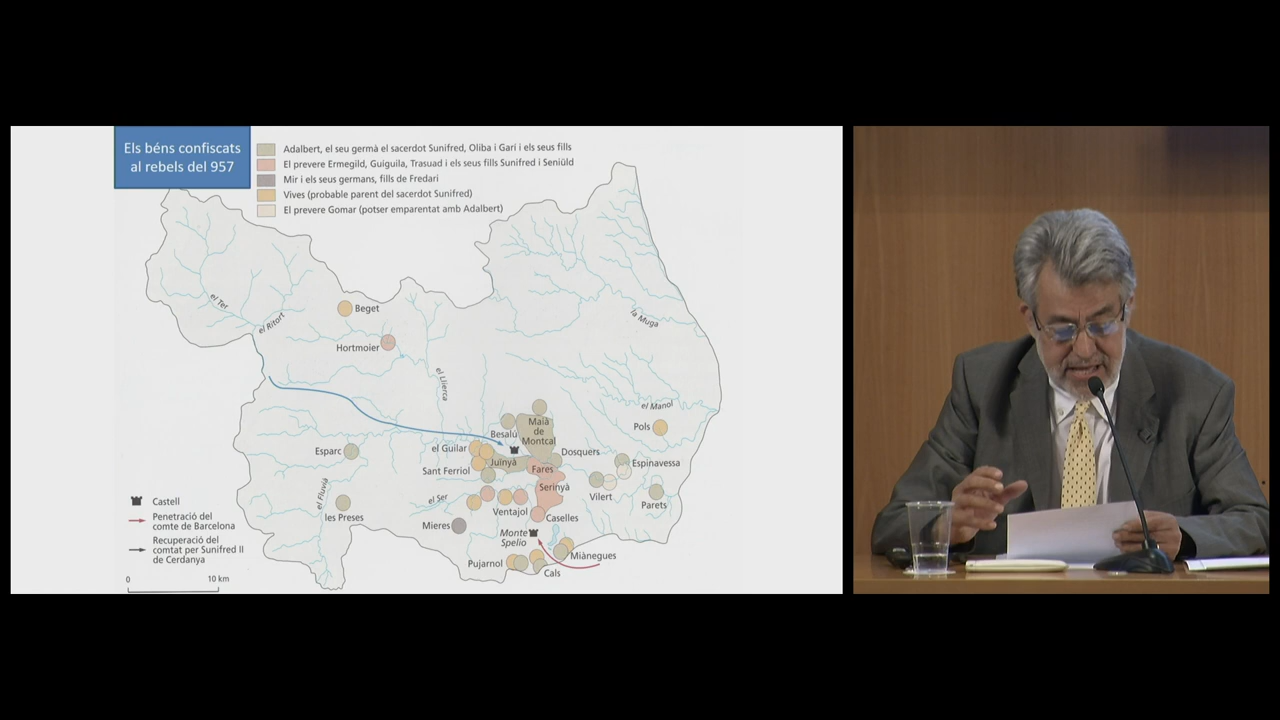 Els béns confiscats
al rebels del 957
Adalbert, el seu germà el sacerdot Sunifred, Oliba i Garí i els seus fills
El prevere Ermegild, Guiguila, Trasuad i els seus fills Sunifred i Seniüld
Mir i els seus germans, fills de Fredari
Vives (probable parent del sacerdot Sunifred)
El prevere Gomar (potser emparentat amb Adalbert)
el Ter
el Ritort
Beget
Hortmoier
la Muga
el Llierca
el Manol
Maià
de
Montcal
Besalú
Pols
el Guilar
Dosquers
Esparc
Juinyà
Espinavessa
Sant Ferriol
Fares
Serinyà
el Fluvià
el Ser
Vilert
Parets
les Preses
Ventajol
Caselles
Mieres
Monte
Spelio
Miànegues
Pujarnol
Cals
Castell
Penetració del
comte de Barcelona
Recuperació del
comtat per Sunifred II
de Cerdanya
0 10 km